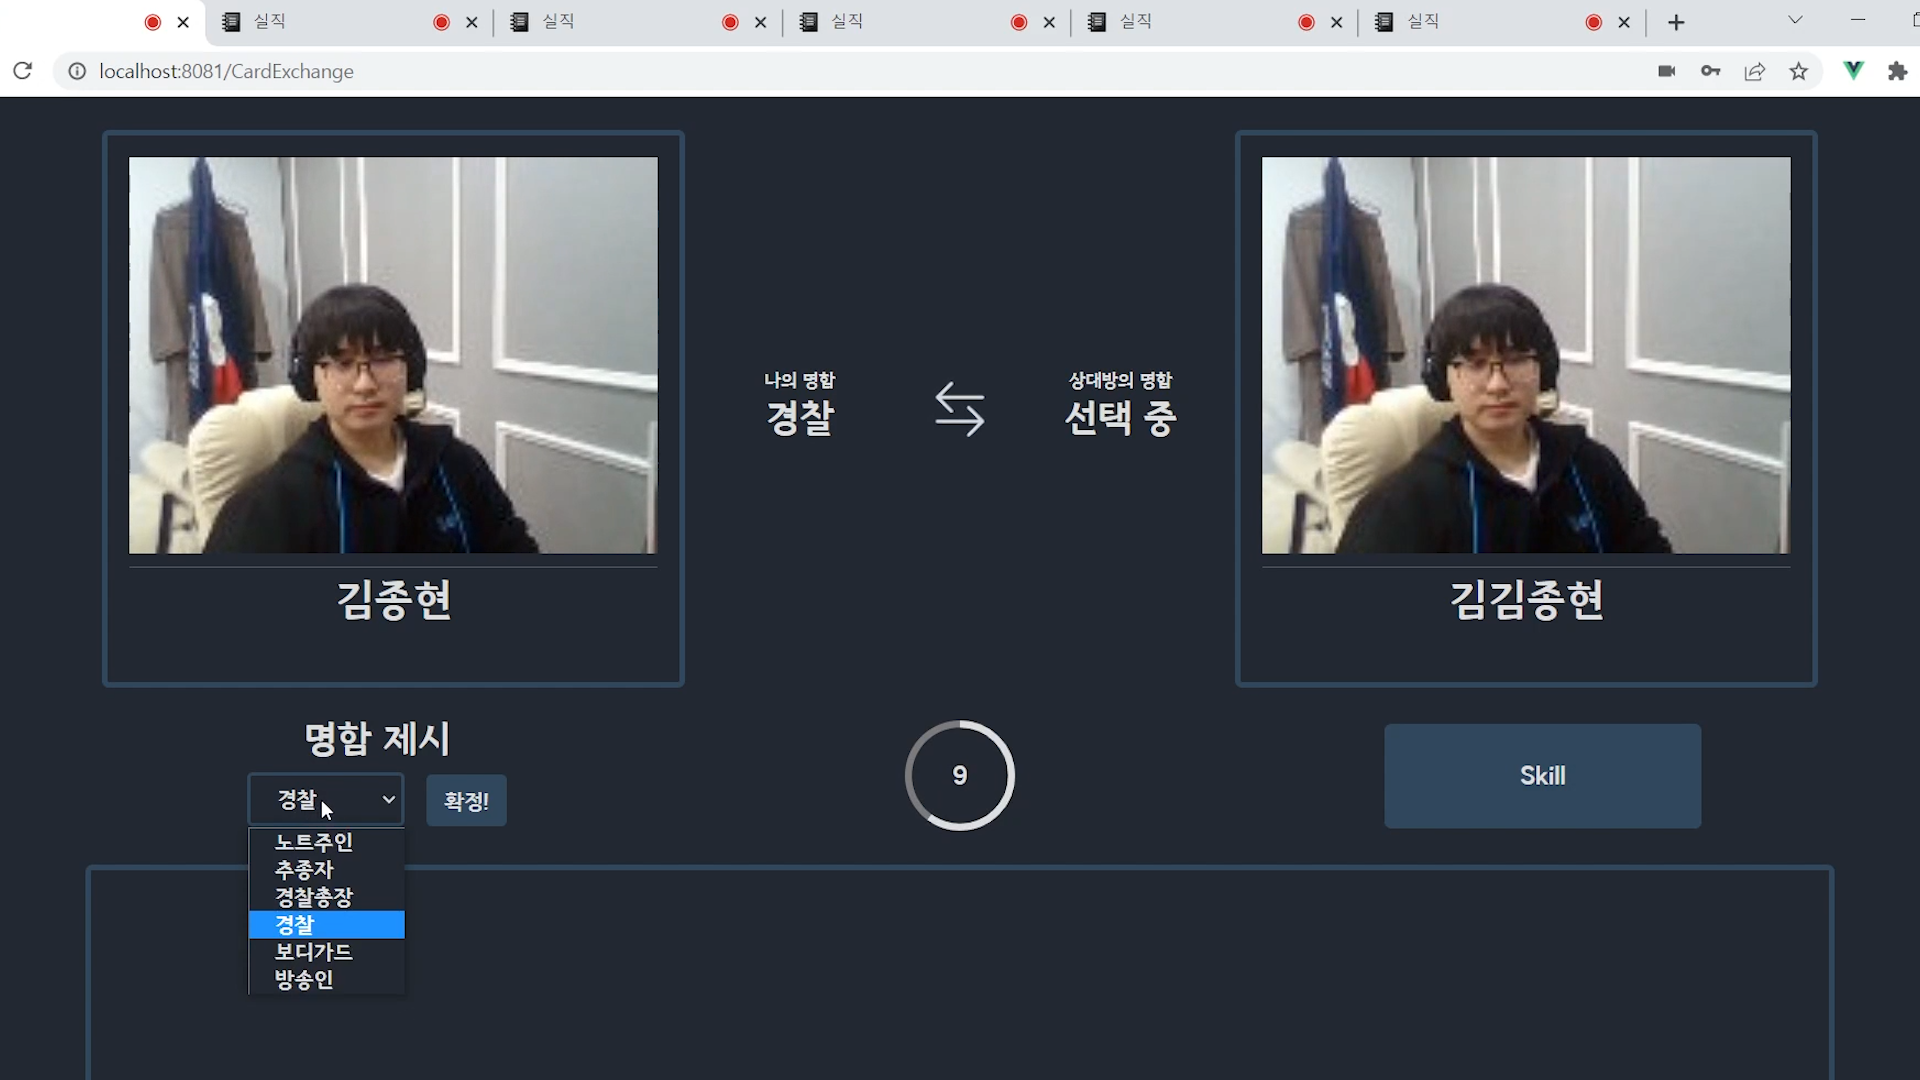 실직
실직
실직
실직
실직
localhost:8081/CardExchange
나의 명함
경찰
상대방의 명함
선택 중
김종현
김김종현
명함 제시
경찰
확정!
9
Skill
노트주인
추종자
경찰총장
경찰
보디가드
방송인